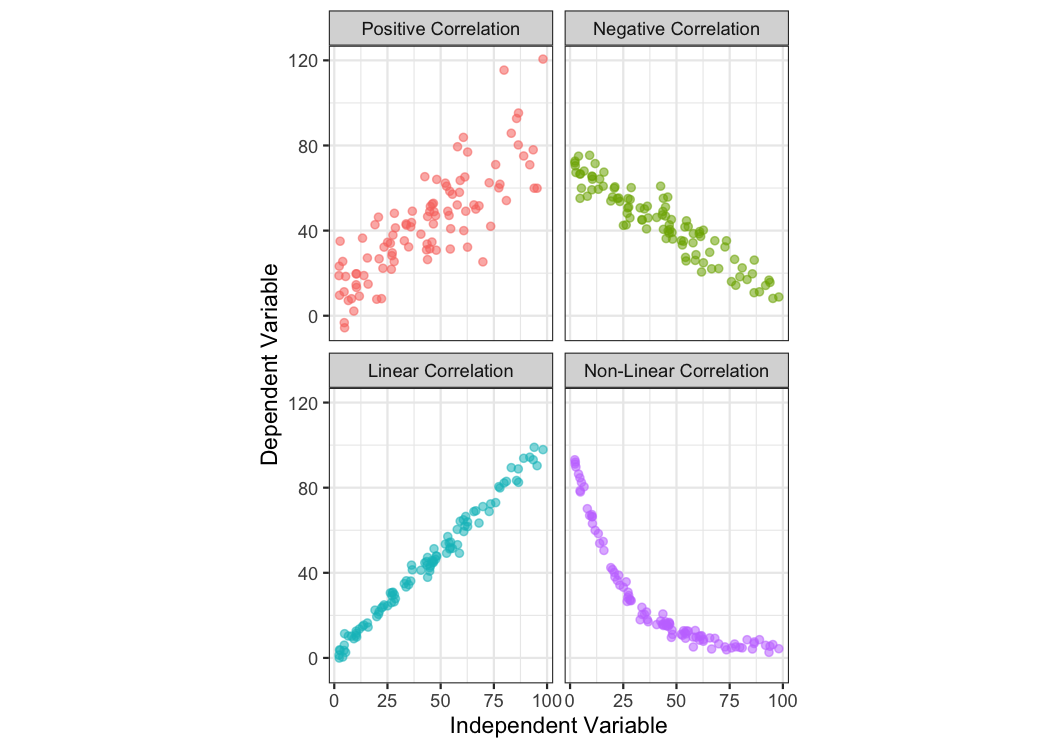 Positive Correlation
Negative Correlation
120
80
40
0
Linear Correlation
Non-Linear Correlation
120
80
40
0
0 25 50 75 100
0 25 50 75 100
Dependent Variable
Independent Variable